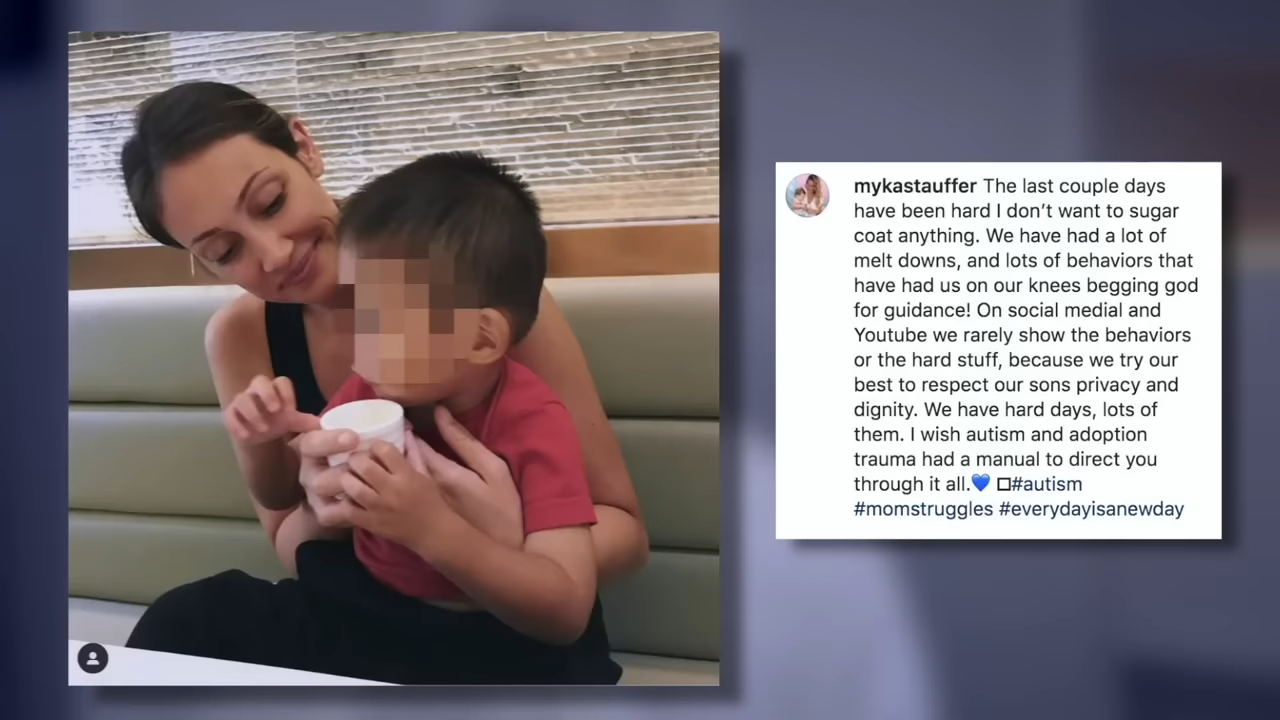 mykastauffer The last couple days
have been hard I don’t want to sugar
coat anything. We have had a lot of
melt downs, and lots of behaviors that
have had us on our knees begging god
for guidance! On social medial and
Youtube we rarely show the behaviors
or the hard stuff, because we try our
best to respect our sons privacy and
dignity. We have hard days, lots of
them. I wish autism and adoption
trauma had a manual to direct you
through it all.💙 □#autism
#momstruggles #everydayisanewday